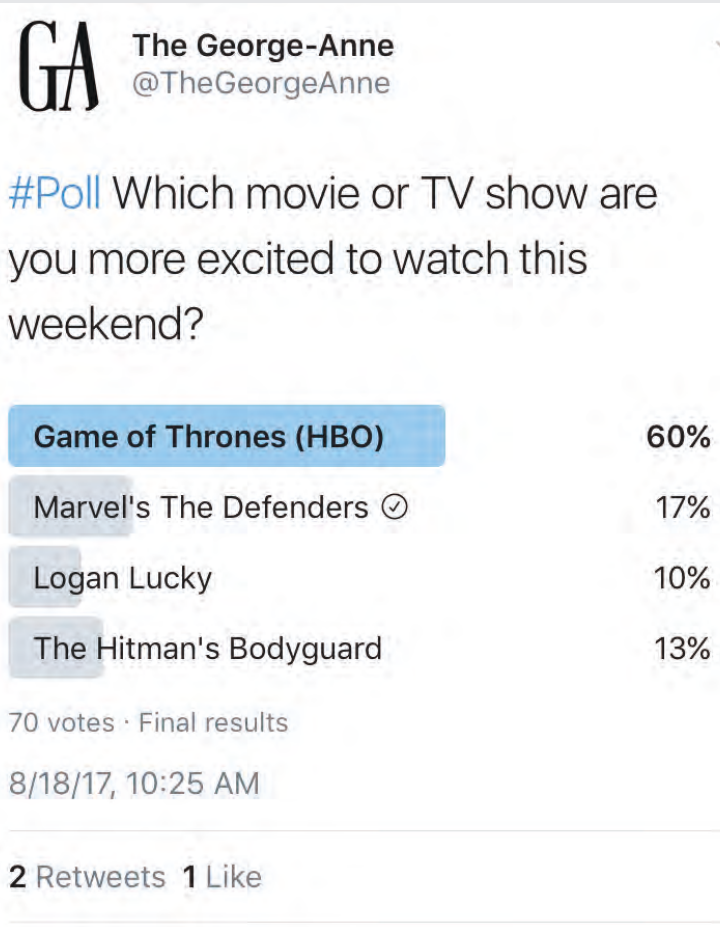 GA
The George-Anne
@TheGeorgeAnne
#Poll Which movie or TV show are
you more excited to watch this
weekend?
Game of Thrones (HBO) 60%
Marvel's The Defenders 17%
Logan Lucky 10%
The Hitman's Bodyguard 13%
70 votes · Final results
8/18/17, 10:25 AM
2 Retweets 1 Like